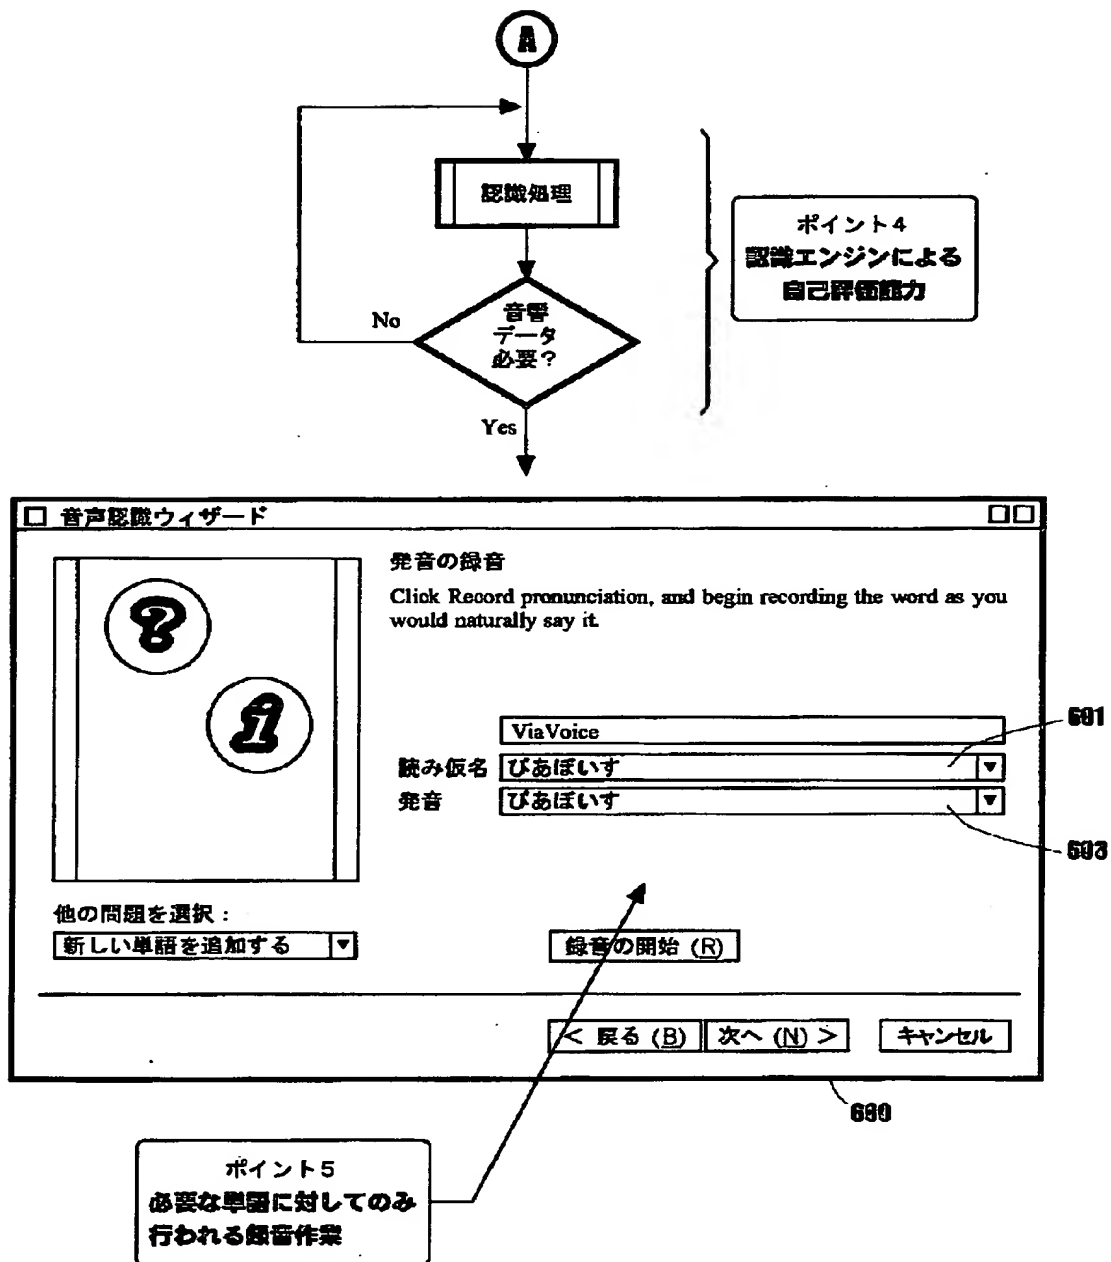 A
認識処理
ポイント4
認識エンジンによる
自己評価能力
No
音響
データ
必要？
Yes
音声認識ウィザード
発音の録音
Click Record pronunciation, and begin recording the word as you
would naturally say it.
?
i
ViaVoice
691
読み仮名 びあぼいす
発音 びあぼいす
693
他の問題を選択：
新しい単語を追加する
録音の開始 (R)
< 戻る (B) 次へ (N) > キャンセル
690
ポイント5
必要な単語に対してのみ
行われる録音作業